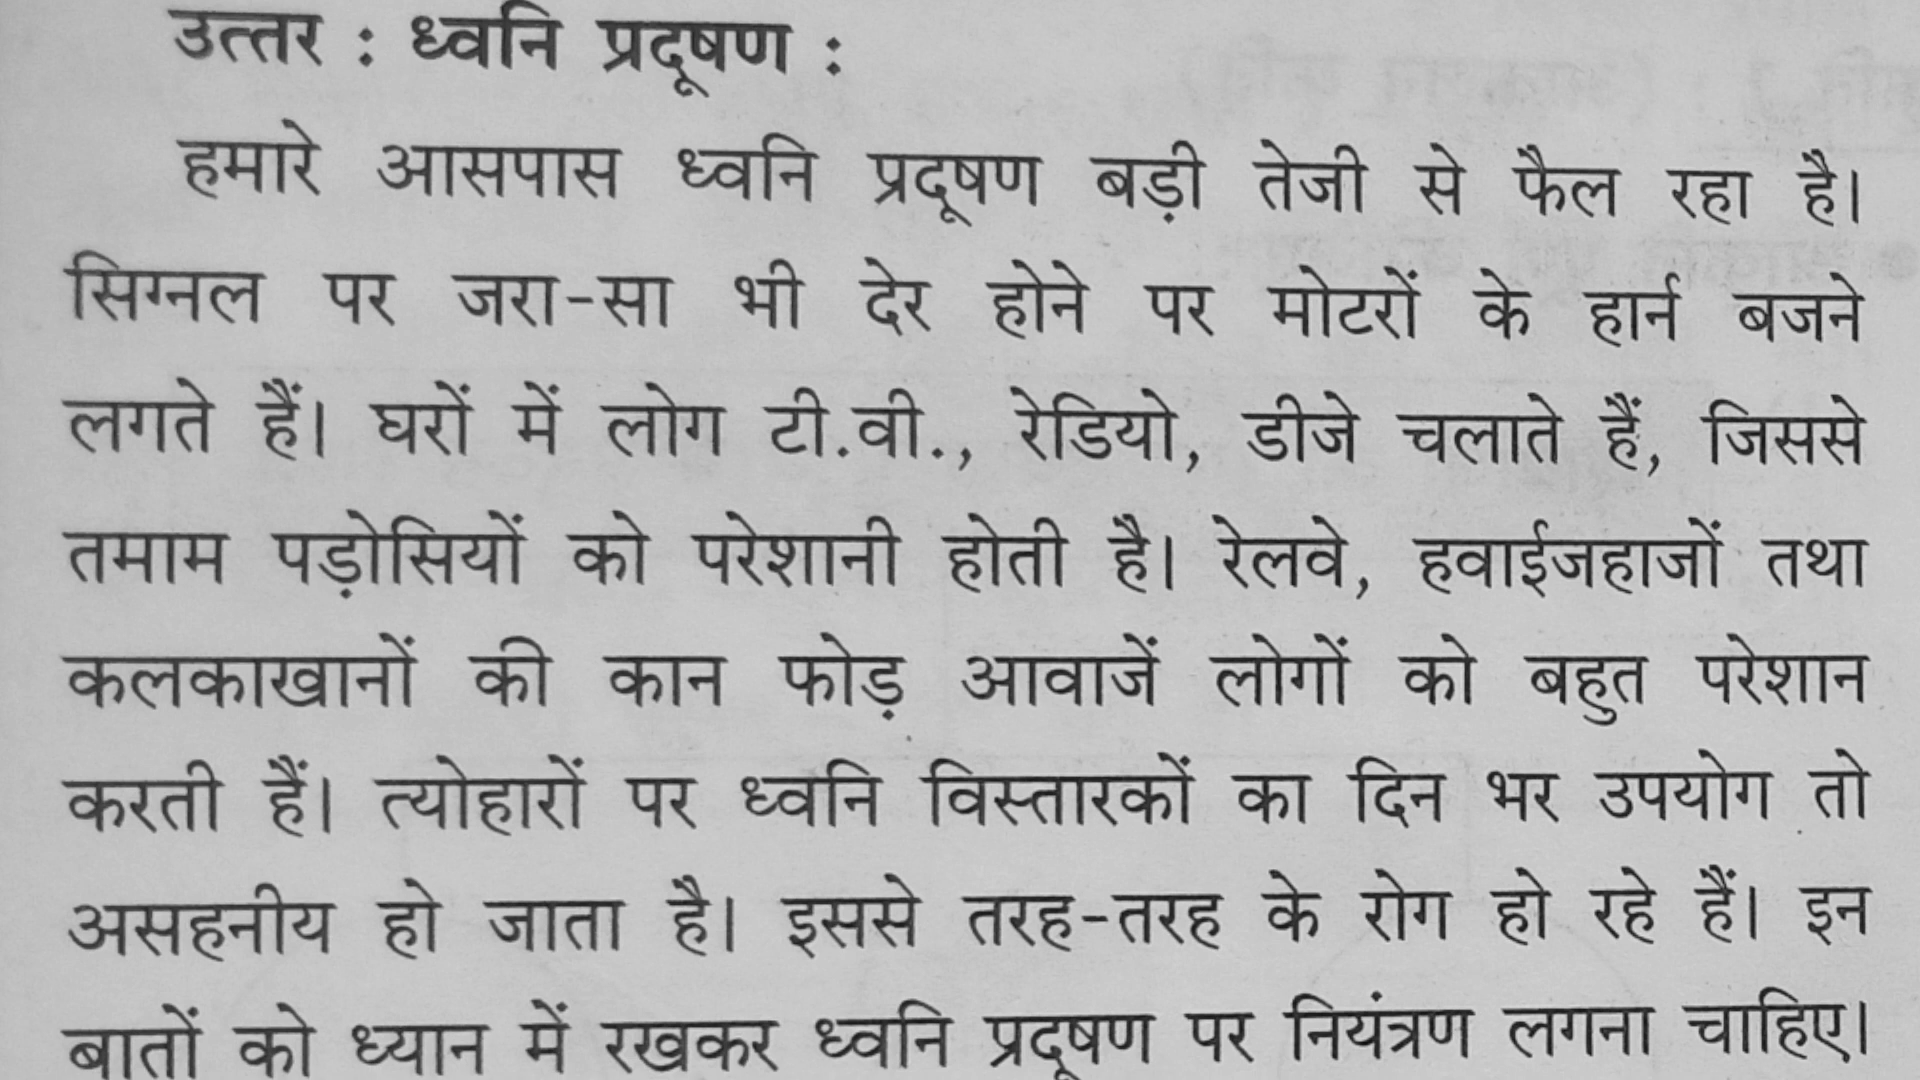 उत्तर : ध्वनि प्रदूषण :
हमारे आसपास ध्वनि प्रदूषण बड़ी तेजी से फैल रहा है।
सिग्नल पर जरा-सा भी देर होने पर मोटरों के हार्न बजने
लगते हैं। घरों में लोग टी.वी., रेडियो, डीजे चलाते हैं, जिससे
तमाम पड़ोसियों को परेशानी होती है। रेलवे, हवाईजहाजों तथा
कलकाखानों की कान फोड़ आवाजें लोगों को बहुत परेशान
करती हैं। त्योहारों पर ध्वनि विस्तारकों का दिन भर उपयोग तो
असहनीय हो जाता है। इससे तरह-तरह के रोग हो रहे हैं। इन
बातों को ध्यान में रखकर ध्वनि प्रदूषण पर नियंत्रण लगना चाहिए।